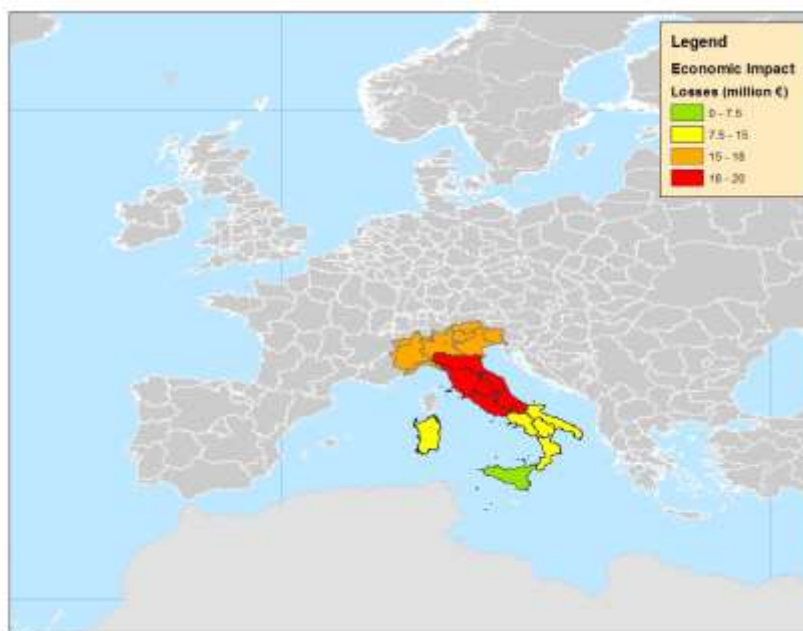 Legend
Economic Impact
Losses (million €)
0 - 7.5
7.5 - 15
15 - 18
18 - 20